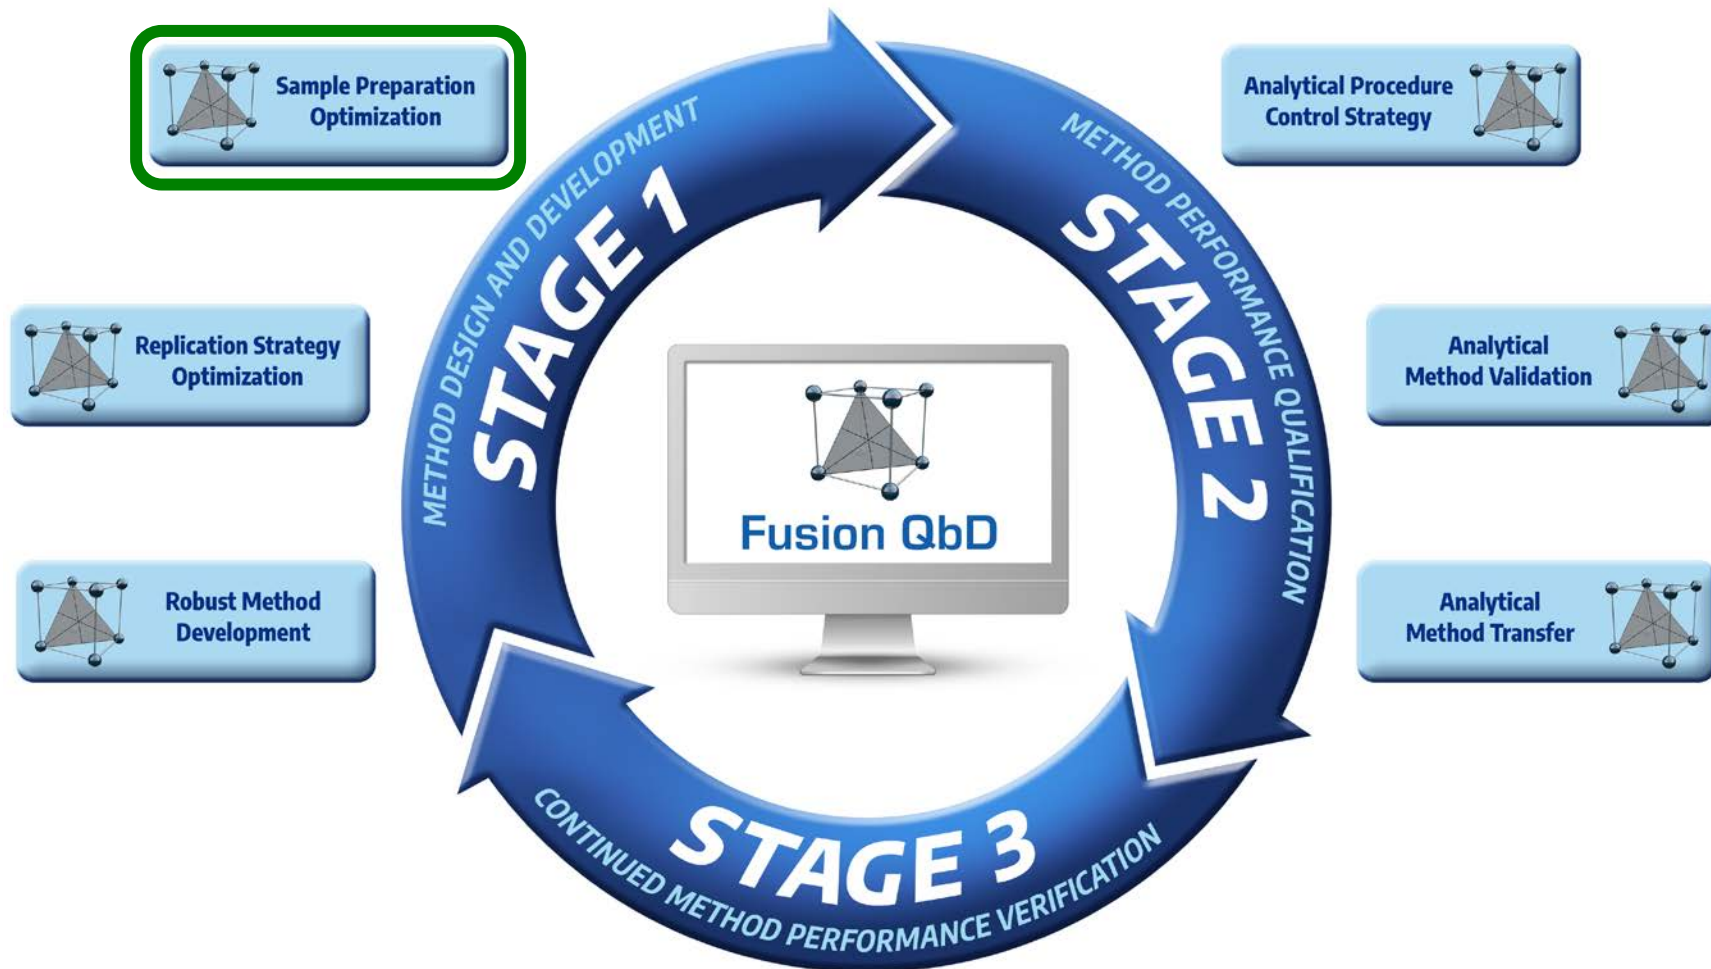 Sample Preparation
Optimization
Analytical Procedure
Control Strategy
METHOD DESIGN AND DEVELOPMENT
STAGE 1
METHOD PERFORMANCE QUALIFICATION
STAGE 2
Replication Strategy
Optimization
Analytical
Method Validation
Fusion QbD
Robust Method
Development
Analytical
Method Transfer
STAGE 3
CONTINUED METHOD PERFORMANCE VERIFICATION